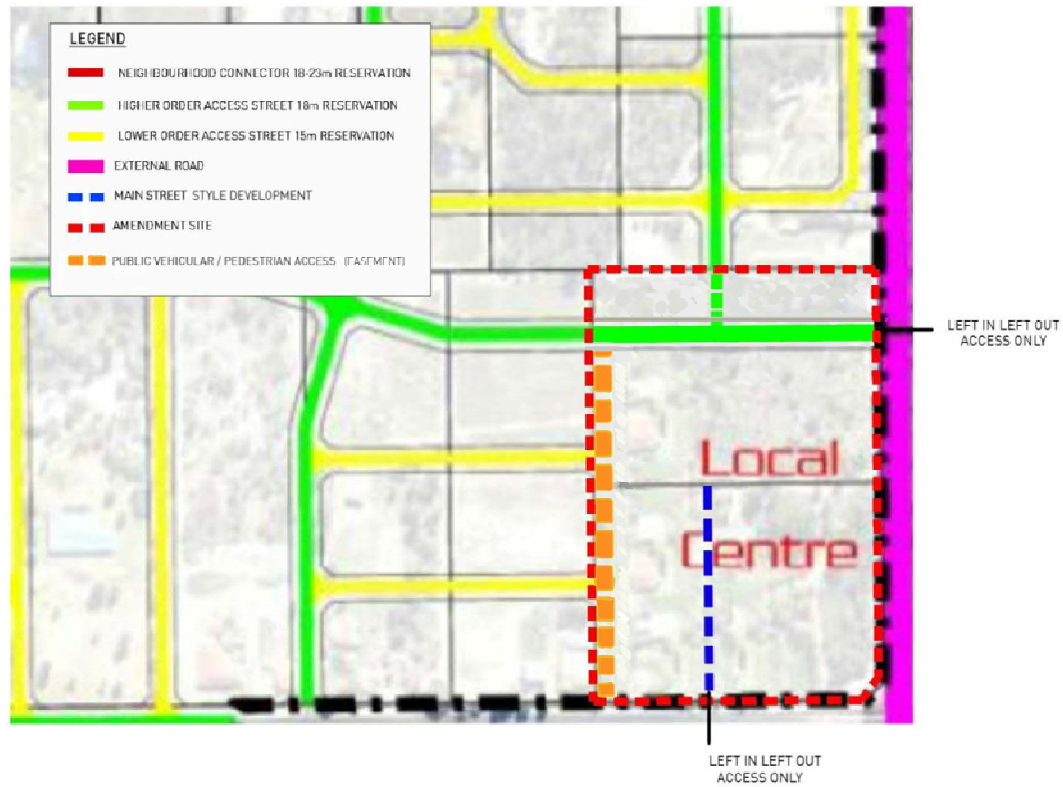 LEGEND
NEIGHBOURHOOD CONNECTOR 18-23m RESERVATION
HIGHER ORDER ACCESS STREET 18m RESERVATION
LOWER ORDER ACCESS STREET 15m RESERVATION
EXTERNAL ROAD
MAIN STREET STYLE DEVELOPMENT
AMENDMENT SITE
PUBLIC VEHICULAR / PEDESTRIAN ACCESS (EASEMENT)
LEFT IN LEFT OUT
ACCESS ONLY
Local
Centre
LEFT IN LEFT OUT
ACCESS ONLY